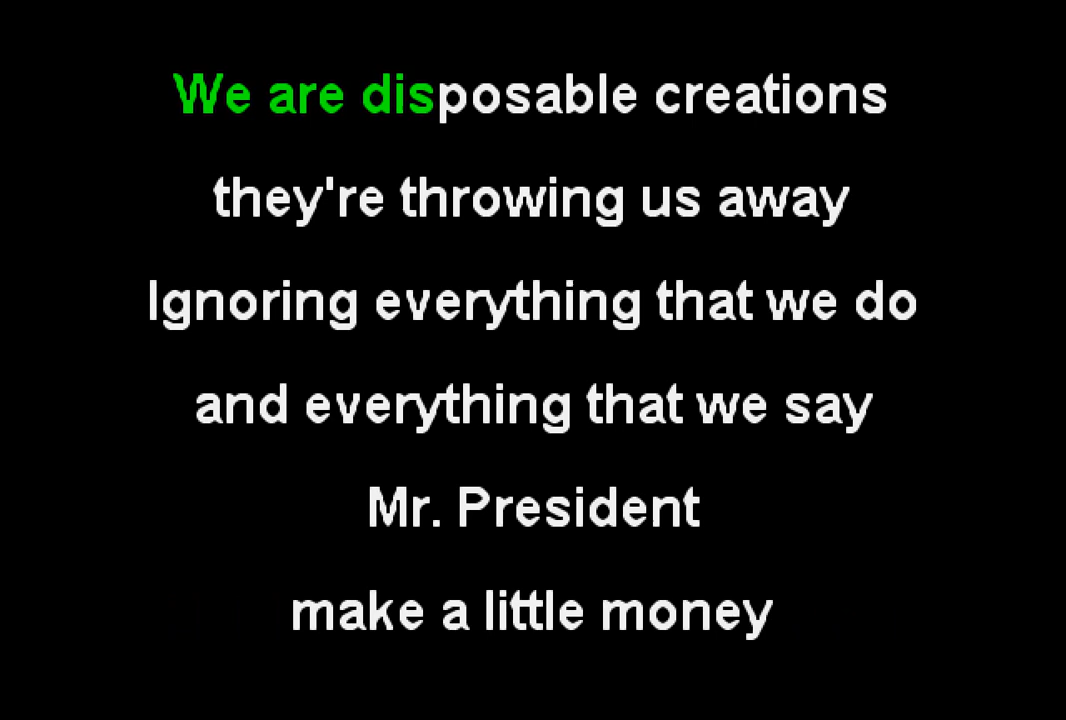 We are disposable creations
they're throwing us away
Ignoring everything that we do
and everything that we say
Mr. President
make a little money